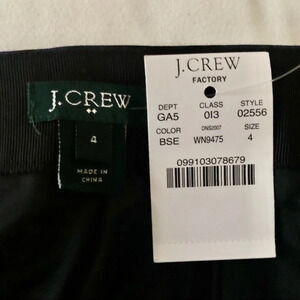 J.CREW
4
MADE IN
CHINA
J.CREW
FACTORY
DEPT CLASS STYLE
GA5 013 02556
COLOR DNS2007 SIZE
BSE WN9475 4
099103078679